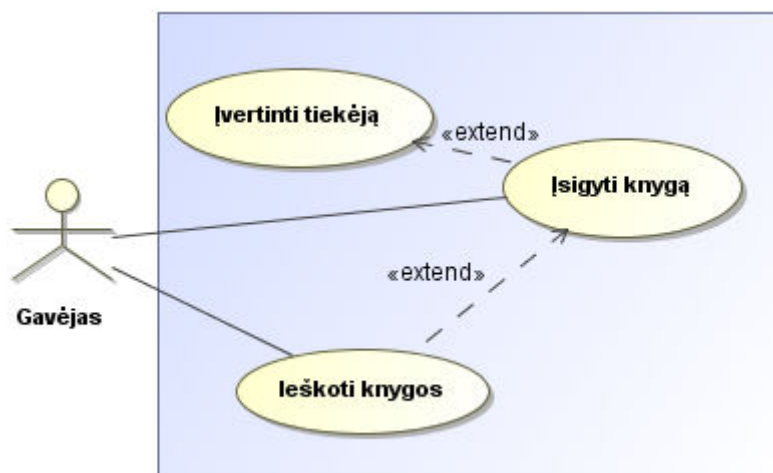 Įvertinti tiekėją
«extend»
Įsigyti knygą
«extend»
Gavėjas
Ieškoti knygos